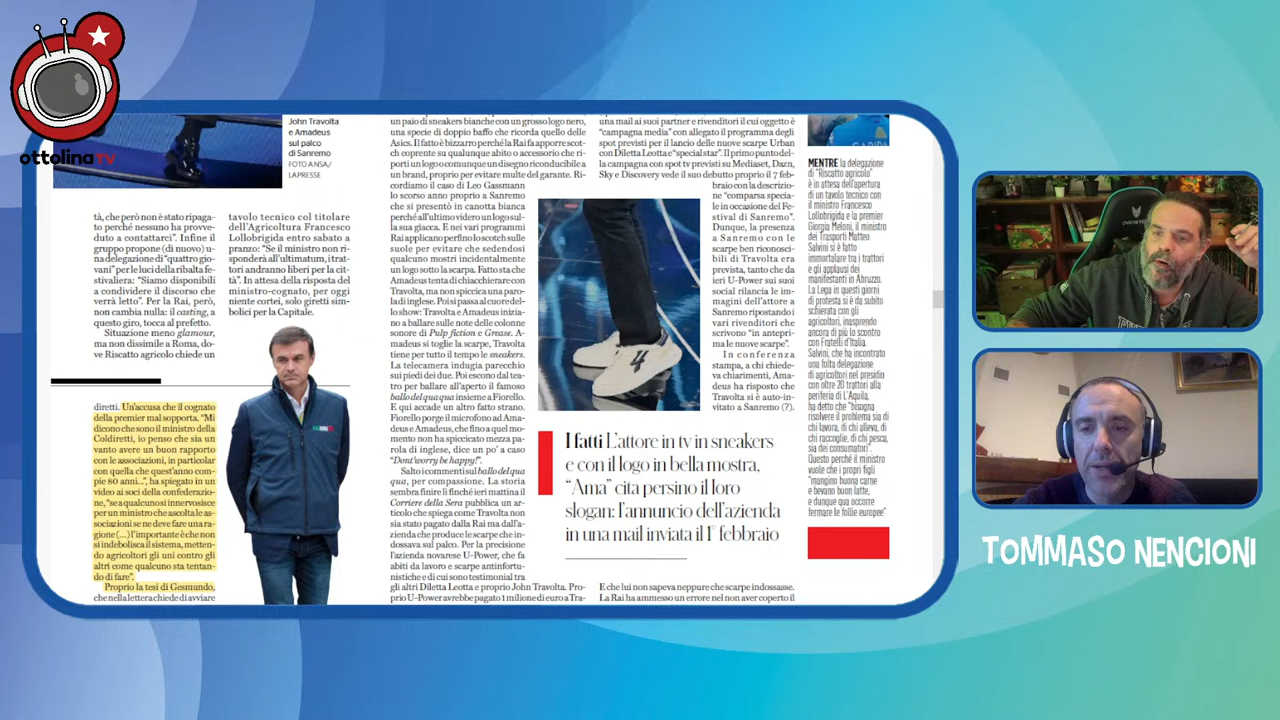 ottolinaTV
John Travolta
e Amadeus
sul palco
di Sanremo
FOTO ANSA/
LA PRESSE
tà, che però non è stato ripaga-
to perché nessuno ha provve-
duto a contattarci”. Infine il
gruppo propone (di nuovo) u-
na delegazione di “quattro gio-
vani” per le luci della ribalta fe-
stivaliera: “Siamo disponibili
a condividere il discorso che
verrà letto”. Per la Rai, però,
non cambia nulla: il casting, a
questo giro, tocca al prefetto.
Situazione meno glamour,
ma non dissimile a Roma, do-
ve Riscatto agricolo chiede un
tavolo tecnico col titolare
dell’Agricoltura Francesco
Lollobrigida entro sabato a
pranzo: “Se il ministro non ri-
sponderà all’ultimatum, i trat-
tori andranno liberi per la cit-
tà”. In attesa della risposta del
ministro-cognato, per oggi
niente cortei, solo giretti sim-
bolici per la Capitale.
diretti. Un’accusa che il cognato
della premier mal sopporta. “Mi
dicono che sono il ministro della
Coldiretti, io penso che sia un
vanto avere un buon rapporto
con le associazioni, in particolar
con quella che quest’anno com-
pie 80 anni...”, ha spiegato in un
video ai soci della confederazio-
ne, “se a qualcuno si innervosisce
per un ministro che ascolta le as-
sociazioni se ne deve fare una ra-
gione (...) l’importante è che non
si indebolisca il sistema, metten-
do agricoltori gli uni contro gli
altri come qualcuno sta tentan-
do di fare”.
Proprio la tesi di Gesmundo,
che nella lettera chiede di avviare
un paio di sneakers bianche con un grosso logo nero,
una specie di doppio baffo che ricorda quello delle
Asics. Il fatto è bizzarro perché la Rai fa apporre scot-
ch coprente su qualunque abito o accessorio che ri-
porti un logo o comunque un disegno riconducibile a
un brand, proprio per evitare multe del garante. Ri-
cordiamo il caso di Leo Gassmann
lo scorso anno proprio a Sanremo
che si presentò in canotta bianca
perché all’ultimo videro un logo sul-
la sua giacca. E nei vari programmi
Rai applicano perfino lo scotch sulle
suole per evitare che sedendosi
qualcuno mostri incidentalmente
un logo sotto la scarpa. Fatto sta che
Amadeus tenta di chiacchierare con
Travolta, ma non spiccica una paro-
la di inglese. Poi si passa al cuore del-
lo show: Travolta e Amadeus inizia-
no a ballare sulle note delle colonne
sonore di Pulp fiction e Grease. A-
madeus si toglie la scarpe, Travolta
tiene per tutto il tempo le sneakers.
La telecamera indugia parecchio
sui piedi dei due. Poi escono dal tea-
tro per ballare all’aperto il famoso
ballo del qua qua insieme a Fiorello.
E qui accade un altro fatto strano.
Fiorello porge il microfono ad Ama-
deus e Amadeus, che fino a quel mo-
mento non ha spiccicato mezza pa-
rola di inglese, dice un po’ a caso
“Dont’ worry be happy!”.
Salto i commenti sul ballo del qua
qua, per compassione. La storia
sembra finire lì finché ieri mattina il
Corriere della Sera pubblica un ar-
ticolo che spiega come Travolta non
sia stato pagato dalla Rai ma dall’a-
zienda che produce le scarpe che in-
dossava sul palco. Per la precisione
l’azienda novarese U-Power, che fa
abiti da lavoro e scarpe antinfortu-
nistiche e di cui sono testimonial tra
gli altri Diletta Leotta e proprio John Travolta. Pro-
prio U-Power avrebbe pagato 1 milione di euro a Tra-
una mail ai suoi partner e rivenditori il cui oggetto è
“campagna media” con allegato il programma degli
spot previsti per il lancio delle nuove scarpe Urban
con Diletta Leotta e “special star”. Il primo punto del-
la campagna con spot tv previsti su Mediaset, Dazn,
Sky e Discovery vede il suo debutto proprio il 7 feb-
braio con la descrizio-
ne “comparsa specia-
le in occasione del Fe-
stival di Sanremo”.
Dunque, la presenza
a Sanremo con le
scarpe ben riconosci-
bili di Travolta era
prevista, tanto che da
ieri U-Power sui suoi
social rilancia le im-
magini dell’attore a
Sanremo ripostando i
vari rivenditori che
scrivono “in antepri-
ma le nuove scarpe”.
In conferenza
stampa, a chi chiede-
va chiarimenti, Ama-
deus ha risposto che
Travolta si è auto-in-
vitato a Sanremo (?).
I fatti L’attore in tv in sneakers
e con il logo in bella mostra,
“Ama” cita persino il loro
slogan: l’annuncio dell’azienda
in una mail inviata il 1° febbraio
E che lui non sapeva neppure che scarpe indossasse.
La Rai ha ammesso un errore nel non aver coperto il
MENTRE la delegazione
di “Riscatto agricolo”
è in attesa dell’apertura
di un tavolo tecnico con
il ministro Francesco
Lollobrigida e la premier
Giorgia Meloni, il ministro
dei Trasporti Matteo
Salvini si è fatto
immortalare tra i trattori
e gli applausi dei
manifestanti in Abruzzo.
La Lega in questi giorni
di protesta si è da subito
schierata con gli
agricoltori, inasprendo
ancora di più lo scontro
con Fratelli d’Italia.
Salvini, che ha incontrato
una folta delegazione
di agricoltori nel presidio
con oltre 20 trattori alla
periferia di L’Aquila,
ha detto che “bisogna
risolvere il problema sia di
chi lavora, di chi alleva, di
chi raccoglie, di chi pesca,
sia dei consumatori”.
Questo perché il ministro
vuole che i propri figli
“mangino buona carne
e bevano buon latte,
e dunque qua occorre
fermare le follie europee”
TOMMASO NENCIONI